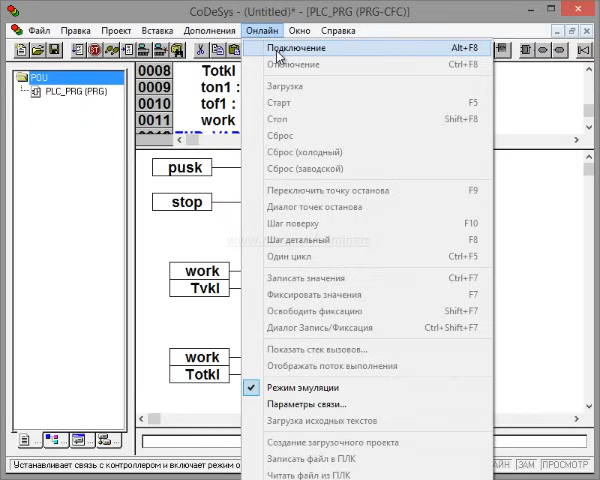 CoDeSys - (Untitled)* - [PLC_PRG (PRG-CFC)]
Файл Правка Проект Вставка Дополнения Онлайн Окно Справка
POU
PLC_PRG (PRG)
0008 Totkl
0009 ton1 :
0010 tof1 :
0011 work
pusk
stop
work
Tvkl
work
Totkl
Подключение Alt+F8
Отключение Ctrl+F8
Загрузка
Старт F5
Стоп Shift+F8
Сброс
Сброс (холодный)
Сброс (заводской)
Переключить точку останова F9
Диалог точек останова
Шаг поверху F10
Шаг детальный F8
Один цикл Ctrl+F5
Записать значения Ctrl+F7
Фиксировать значения F7
Освободить фиксацию Shift+F7
Диалог Запись/Фиксация Ctrl+Shift+F7
Показать стек вызовов...
Отображать поток выполнения
Режим эмуляции
Параметры связи...
Загрузка исходных текстов
Создание загрузочного проекта
Записать файл в ПЛК
Читать файл из ПЛК
Устанавливает связь с контроллером и включает режим о
ЗАМ ПРОСМОТР